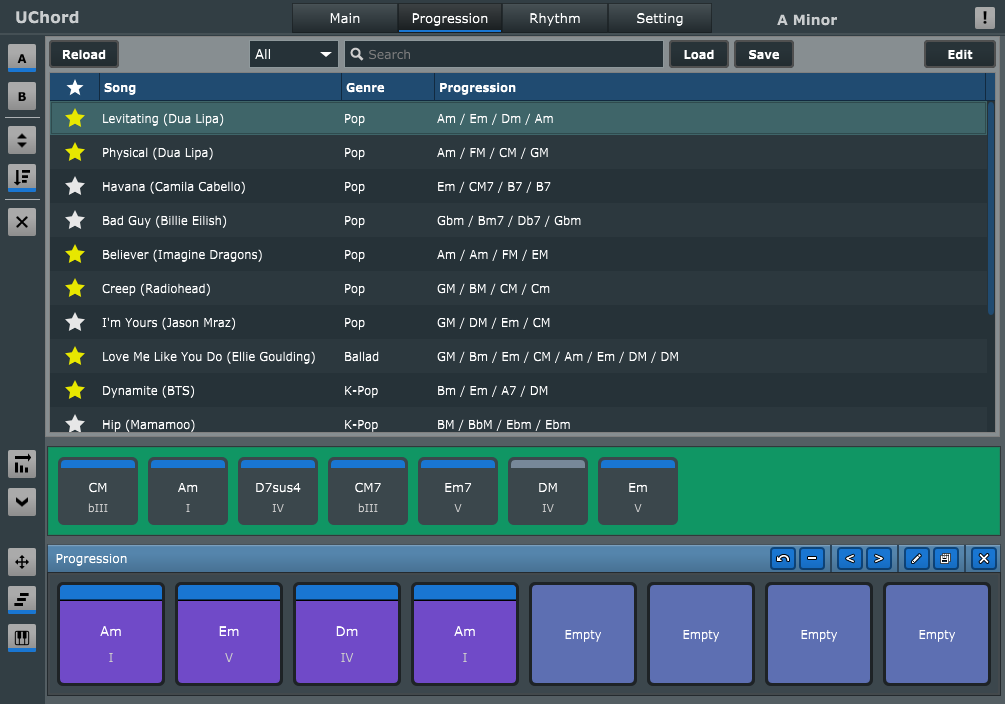 UChord
Main
Progression
Rhythm
Setting
A Minor
!
A
B
Reload
All
Search
Load
Save
Edit
Song Genre Progression
Levitating (Dua Lipa) Pop Am / Em / Dm / Am
Physical (Dua Lipa) Pop Am / FM / CM / GM
Havana (Camila Cabello) Pop Em / CM7 / B7 / B7
Bad Guy (Billie Eilish) Pop Gbm / Bm7 / Db7 / Gbm
Believer (Imagine Dragons) Pop Am / Am / FM / EM
Creep (Radiohead) Pop GM / BM / CM / Cm
I'm Yours (Jason Mraz) Pop GM / DM / Em / CM
Love Me Like You Do (Ellie Goulding) Ballad GM / Bm / Em / CM / Am / Em / DM / DM
Dynamite (BTS) K-Pop Bm / Em / A7 / DM
Hip (Mamamoo) K-Pop BM / BbM / Ebm / Ebm
CM Am D7sus4 CM7 Em7 DM Em
bIII I IV bIII V IV V
Progression
< >
Am Em Dm Am Empty Empty Empty Empty
I V IV I